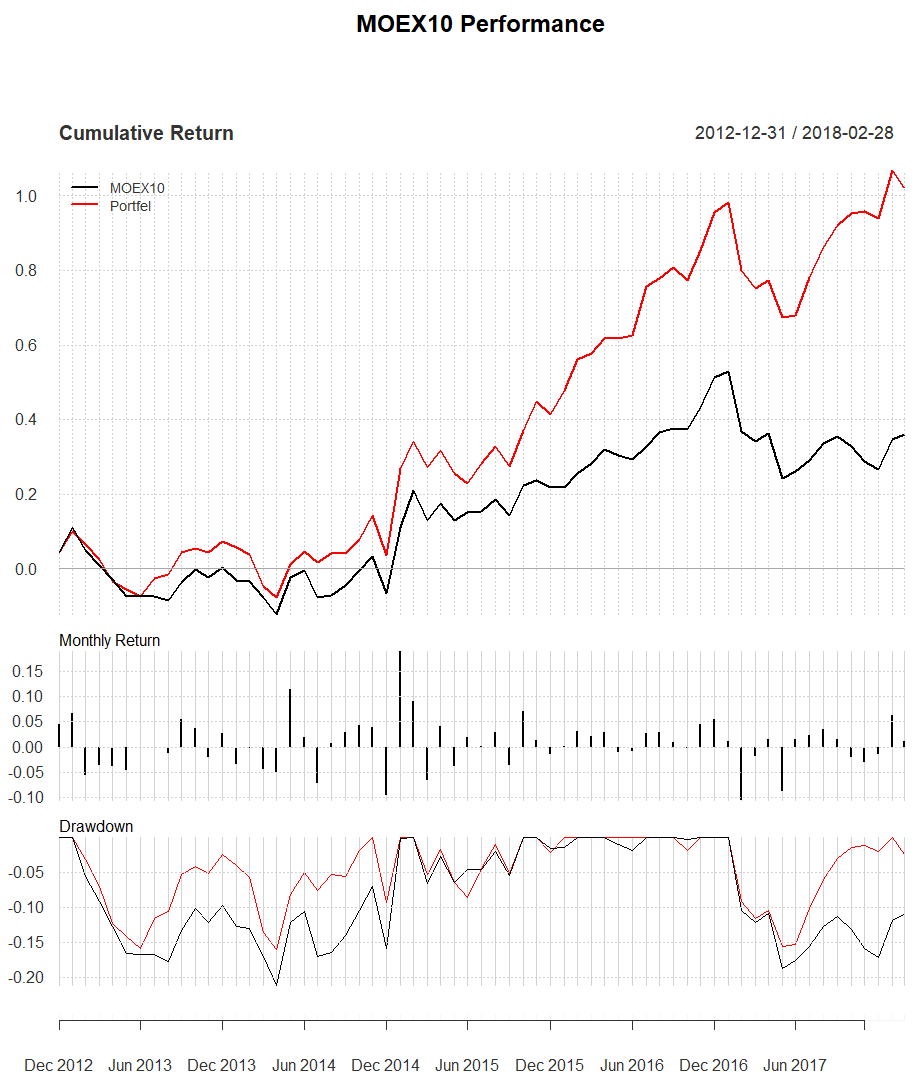 MOEX10 Performance
Cumulative Return 2012-12-31 / 2018-02-28
MOEX10
Portfel
1.0
0.8
0.6
0.4
0.2
0.0
Monthly Return
0.15
0.10
0.05
0.00
-0.05
-0.10
Drawdown
-0.05
-0.10
-0.15
-0.20
Dec 2012 Jun 2013 Dec 2013 Jun 2014 Dec 2014 Jun 2015 Dec 2015 Jun 2016 Dec 2016 Jun 2017